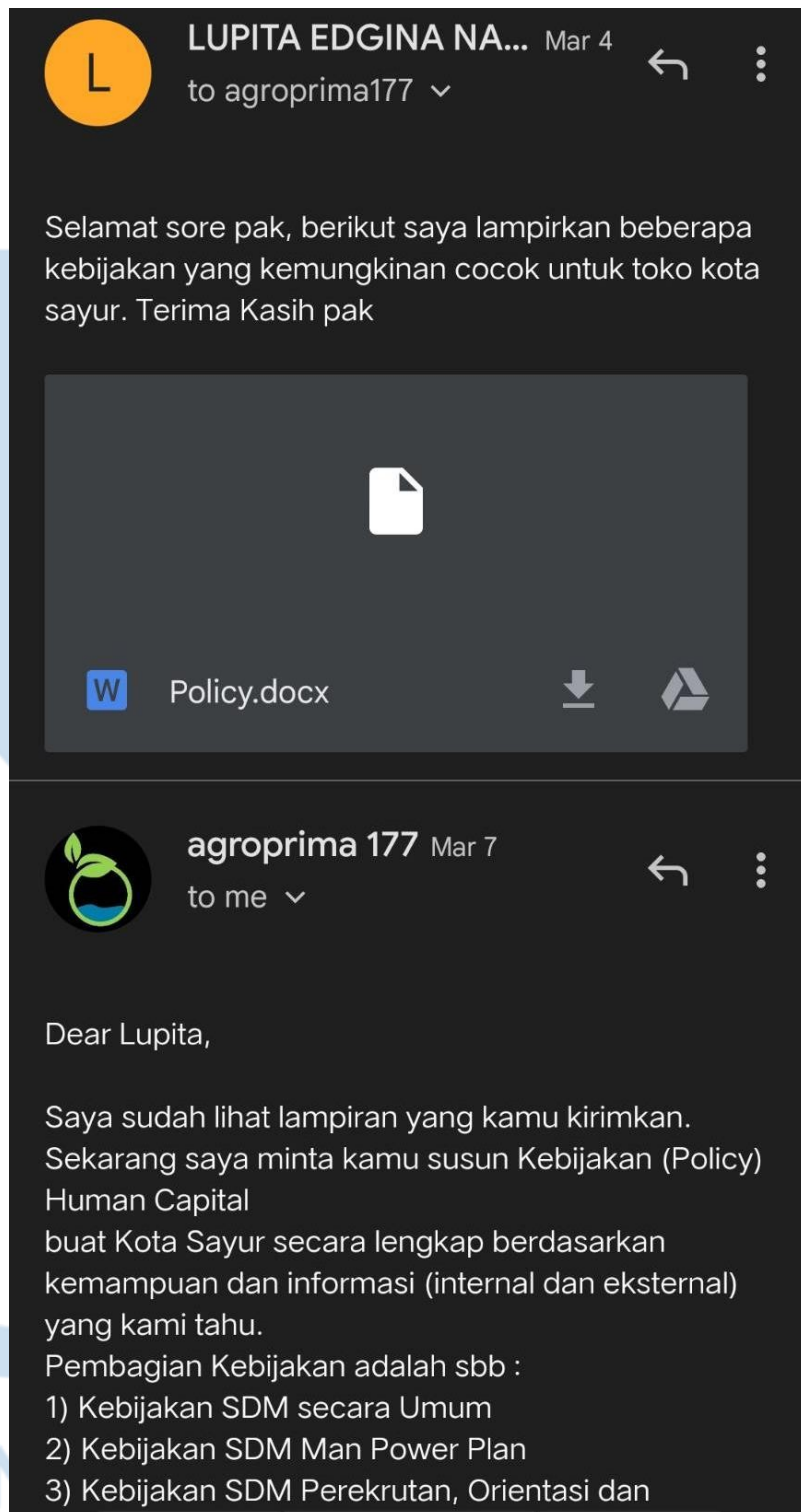 L
LUPITA EDGINA NA... Mar 4
to agroprima177
Selamat sore pak, berikut saya lampirkan beberapa
kebijakan yang kemungkinan cocok untuk toko kota
sayur. Terima Kasih pak
W Policy.docx
agroprima 177 Mar 7
to me
Dear Lupita,
Saya sudah lihat lampiran yang kamu kirimkan.
Sekarang saya minta kamu susun Kebijakan (Policy)
Human Capital
buat Kota Sayur secara lengkap berdasarkan
kemampuan dan informasi (internal dan eksternal)
yang kami tahu.
Pembagian Kebijakan adalah sbb :
1) Kebijakan SDM secara Umum
2) Kebijakan SDM Man Power Plan
3) Kebijakan SDM Perekrutan, Orientasi dan